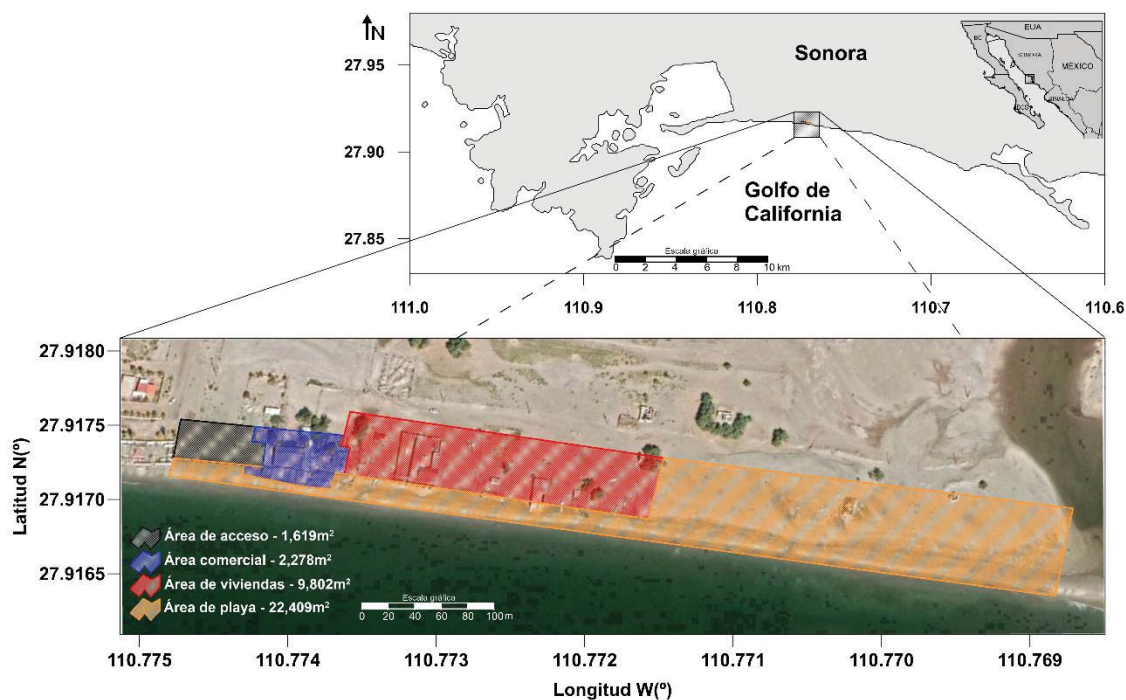 N
Sonora
Golfo de
California
EUA
BC
SONORA
MÉXICO
BCS
SINALOA
27.95
27.90
27.85
Escala gráfica
0 2 4 6 8 10 km
111.0 110.9 110.8 110.7 110.6
Latitud N(º)
27.9180
27.9175
27.9170
27.9165
Área de acceso - 1,619m²
Área comercial - 2,278m²
Área de viviendas - 9,802m²
Área de playa - 22,409m²
Escala gráfica
0 20 40 60 80 100 m
110.775 110.774 110.773 110.772 110.771 110.770 110.769
Longitud W(º)